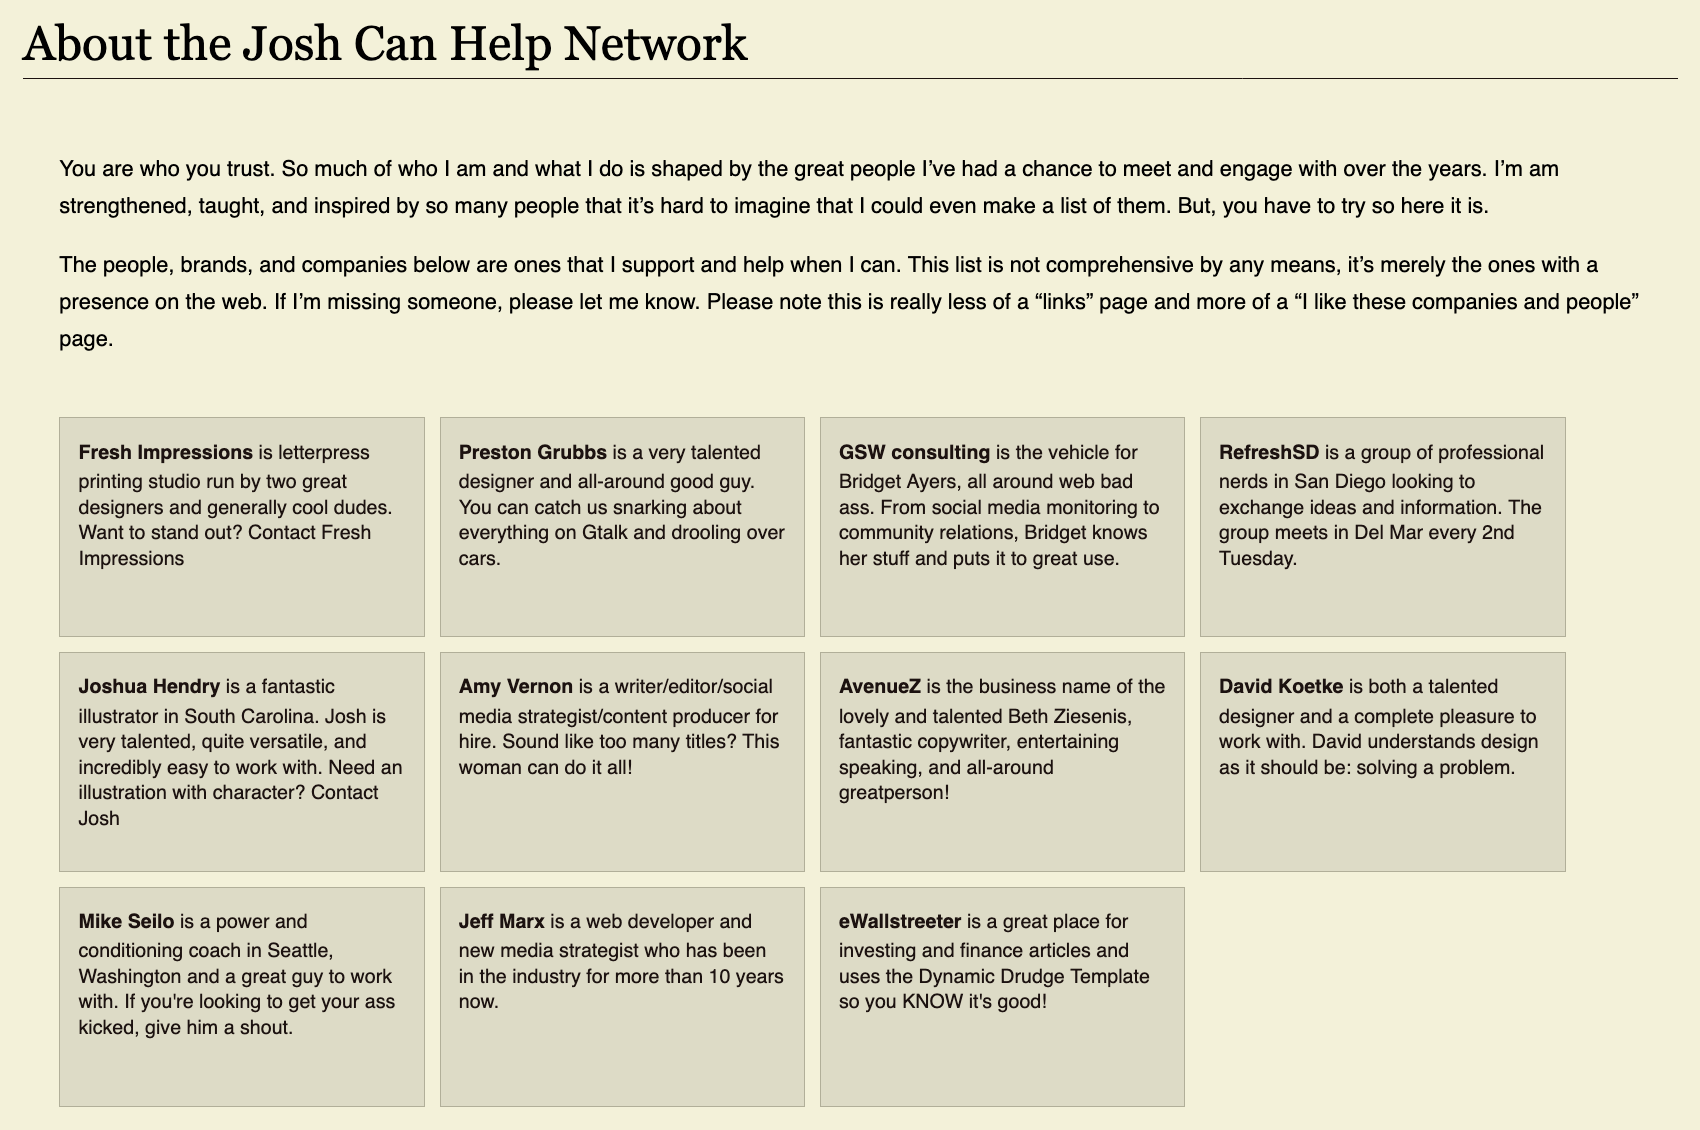 About the Josh Can Help Network
You are who you trust. So much of who I am and what I do is shaped by the great people I’ve had a chance to meet and engage with over the years. I’m am
strengthened, taught, and inspired by so many people that it’s hard to imagine that I could even make a list of them. But, you have to try so here it is.
The people, brands, and companies below are ones that I support and help when I can. This list is not comprehensive by any means, it’s merely the ones with a
presence on the web. If I’m missing someone, please let me know. Please note this is really less of a “links” page and more of a “I like these companies and people”
page.
Fresh Impressions is letterpress
printing studio run by two great
designers and generally cool dudes.
Want to stand out? Contact Fresh
Impressions
Preston Grubbs is a very talented
designer and all-around good guy.
You can catch us snarking about
everything on Gtalk and drooling over
cars.
GSW consulting is the vehicle for
Bridget Ayers, all around web bad
ass. From social media monitoring to
community relations, Bridget knows
her stuff and puts it to great use.
RefreshSD is a group of professional
nerds in San Diego looking to
exchange ideas and information. The
group meets in Del Mar every 2nd
Tuesday.
Joshua Hendry is a fantastic
illustrator in South Carolina. Josh is
very talented, quite versatile, and
incredibly easy to work with. Need an
illustration with character? Contact
Josh
Amy Vernon is a writer/editor/social
media strategist/content producer for
hire. Sound like too many titles? This
woman can do it all!
AvenueZ is the business name of the
lovely and talented Beth Ziesenis,
fantastic copywriter, entertaining
speaking, and all-around
greatperson!
David Koetke is both a talented
designer and a complete pleasure to
work with. David understands design
as it should be: solving a problem.
Mike Seilo is a power and
conditioning coach in Seattle,
Washington and a great guy to work
with. If you're looking to get your ass
kicked, give him a shout.
Jeff Marx is a web developer and
new media strategist who has been
in the industry for more than 10 years
now.
eWallstreeter is a great place for
investing and finance articles and
uses the Dynamic Drudge Template
so you KNOW it's good!